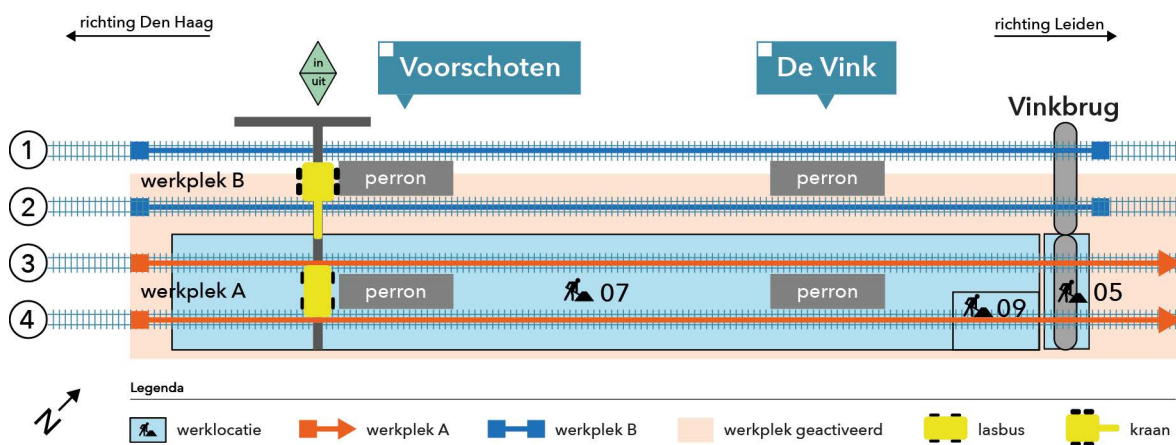 richting Den Haag
richting Leiden
in
uit
Voorschoten
De Vink
Vinkbrug
1
werkplek B
perron
perron
2
3
werkplek A
perron
07
perron
05
09
4
N
Legenda
werklocatie
werkplek A
werkplek B
werkplek geactiveerd
lasbus
kraan